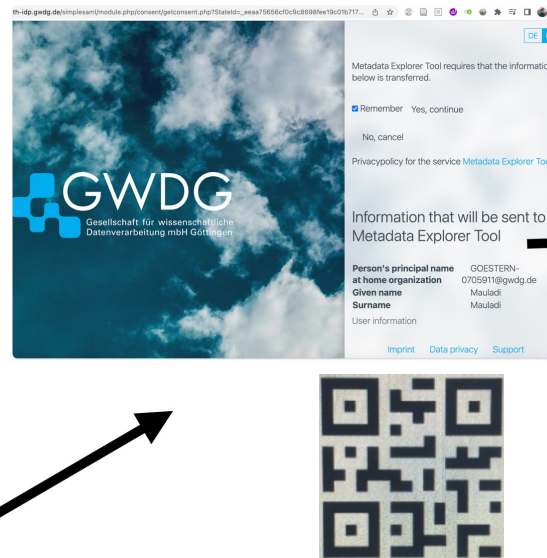 th-idp.gwdg.de/simplesaml/module.php/consent/getconsent.php?StateId=_eeaa75656cf0c9c8698fee19c01b717...
DE
Metadata Explorer Tool requires that the
below is transferred.
Remember Yes, continue
No, cancel
Privacypolicy for the service Metadata Explorer
GWDG
Gesellschaft für wissenschaftliche
Datenverarbeitung mbH Göttingen
Information that will be sent to
Metadata Explorer Tool
Person's principal name GOESTERN-
at home organization 0705911@gwdg.de
Given name Mauladi
Surname Mauladi
User information
Imprint Data privacy Support